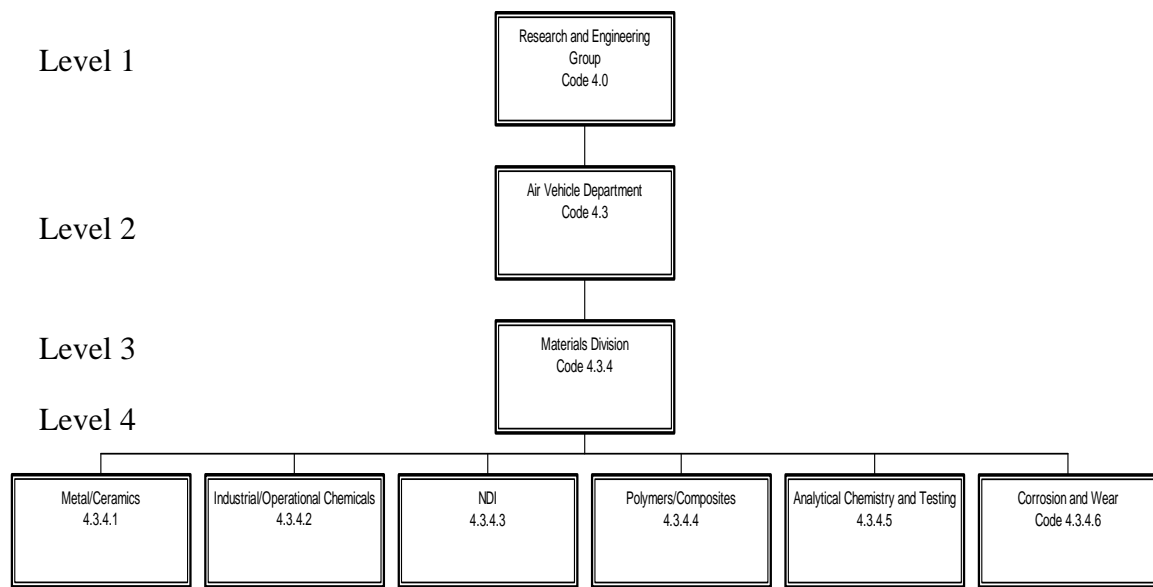 Level 1
Research and Engineering
Group
Code 4.0
Level 2
Air Vehicle Department
Code 4.3
Level 3
Materials Division
Code 4.3.4
Level 4
Metal/Ceramics
4.3.4.1
Industrial/Operational Chemicals
4.3.4.2
NDI
4.3.4.3
Polymers/Composites
4.3.4.4
Analytical Chemistry and Testing
4.3.4.5
Corrosion and Wear
Code 4.3.4.6